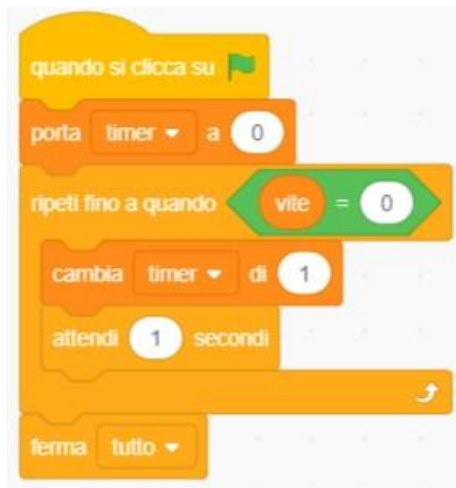 quando si clicca su
porta timer a 0
ripeti fino a quando vite = 0
cambia timer di 1
attendi 1 secondi
ferma tutto